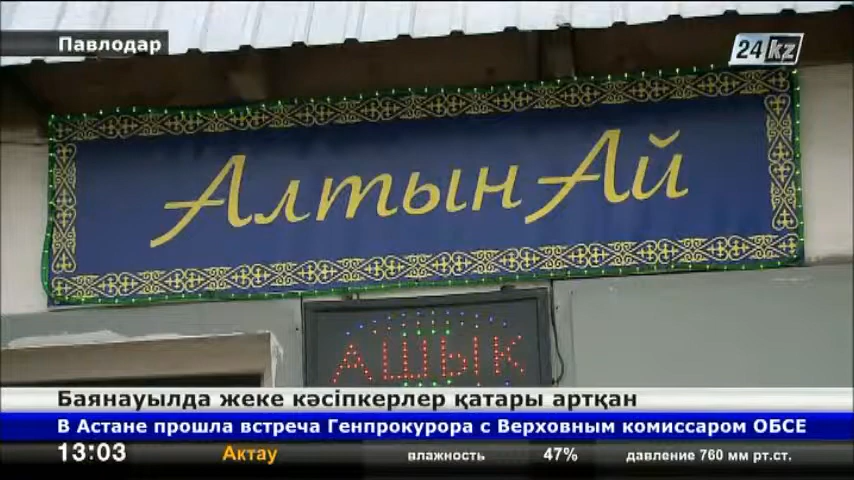 Павлодар
24kz
Алтын Ай
АШЫК
Баянауылда жеке кәсіпкерлер қатары артқан
В Астане прошла встреча Генпрокурора с Верховным комиссаром ОБСЕ
13:03 Актау влажность 47% давление 760 мм рт.ст.